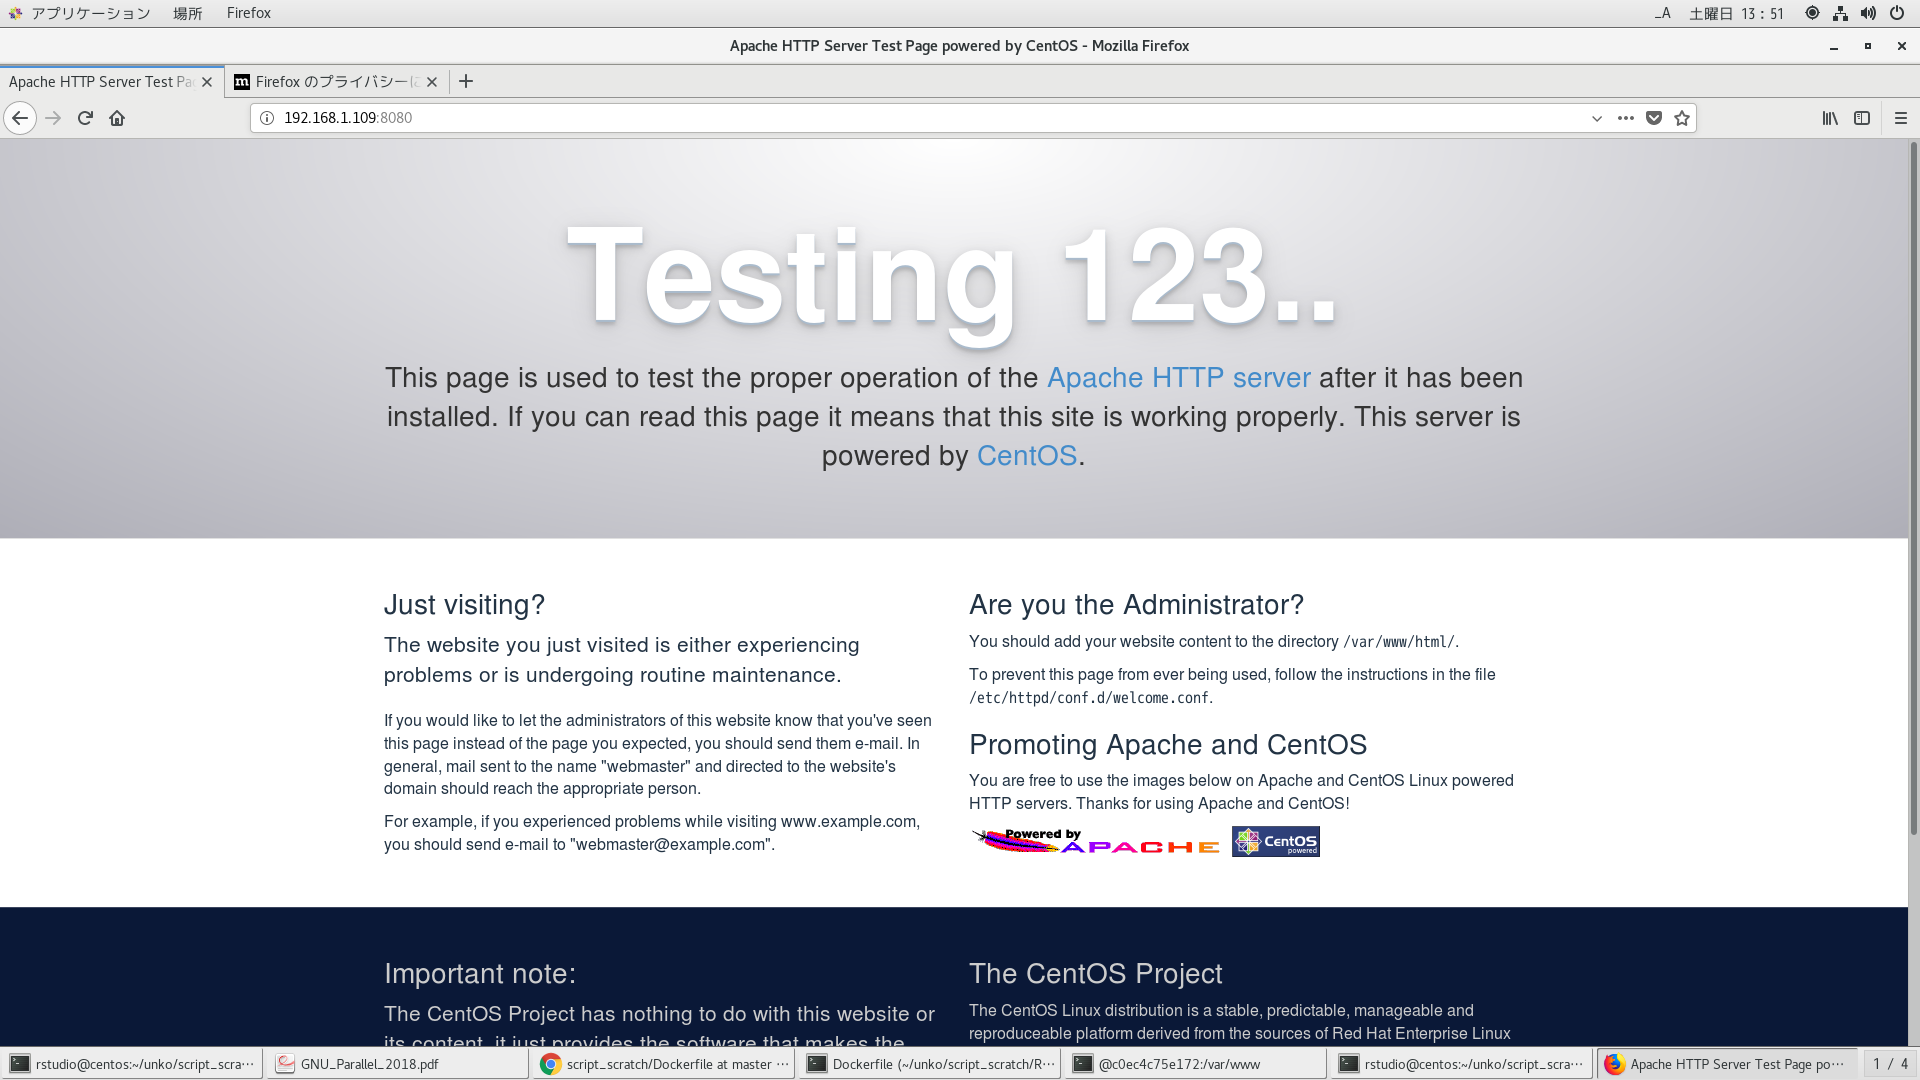 アプリケーション 場所 Firefox _A 土曜日 13:51
Apache HTTP Server Test Page powered by CentOS - Mozilla Firefox
Apache HTTP Server Test Pa Firefox のプライバシーに
192.168.1.109:8080
Testing 123..
This page is used to test the proper operation of the Apache HTTP server after it has been
installed. If you can read this page it means that this site is working properly. This server is
powered by CentOS.
Just visiting?
The website you just visited is either experiencing
problems or is undergoing routine maintenance.
If you would like to let the administrators of this website know that you've seen
this page instead of the page you expected, you should send them e-mail. In
general, mail sent to the name "webmaster" and directed to the website's
domain should reach the appropriate person.
For example, if you experienced problems while visiting www.example.com,
you should send e-mail to "webmaster@example.com".
Are you the Administrator?
You should add your website content to the directory /var/www/html/.
To prevent this page from ever being used, follow the instructions in the file
/etc/httpd/conf.d/welcome.conf.
Promoting Apache and CentOS
You are free to use the images below on Apache and CentOS Linux powered
HTTP servers. Thanks for using Apache and CentOS!
Powered by
APACHE
CentOS
powered
Important note:
The CentOS Project has nothing to do with this website or
its content, it just provides the software that makes the
The CentOS Project
The CentOS Linux distribution is a stable, predictable, manageable and
reproduceable platform derived from the sources of Red Hat Enterprise Linux
rstudio@centos:~/unko/script_scra··· GNU_Parallel_2018.pdf script_scratch/Dockerfile at master ··· Dockerfile (~/unko/script_scratch/R··· @c0ec4c75e172:/var/www rstudio@centos:~/unko/script_scra··· Apache HTTP Server Test Page po··· 1 / 4